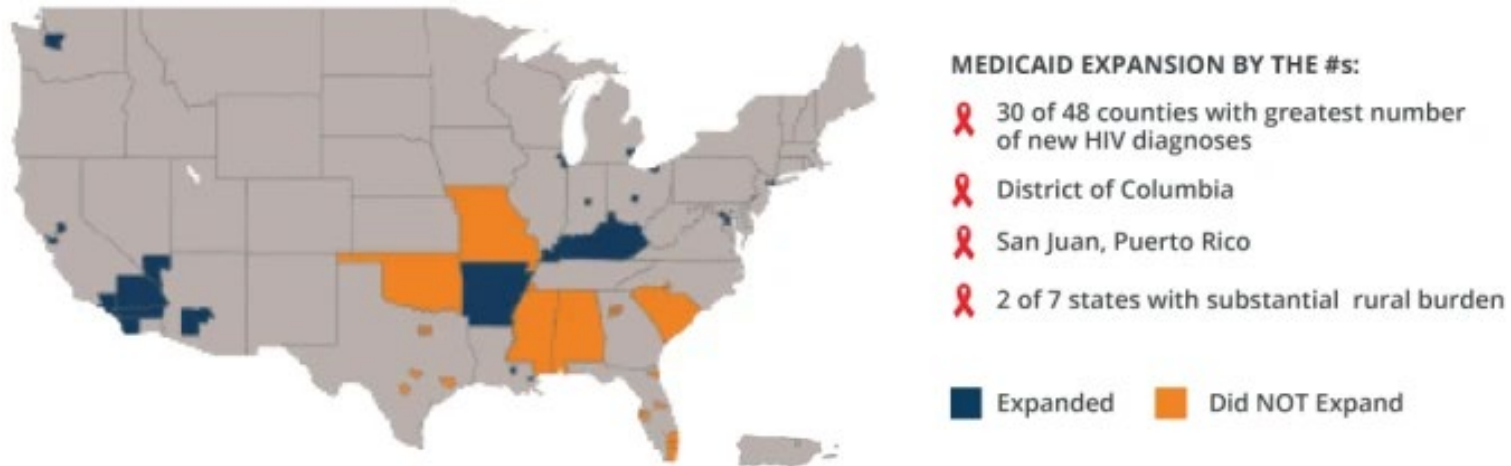 MEDICAID EXPANSION BY THE #s:
30 of 48 counties with greatest number
of new HIV diagnoses
District of Columbia
San Juan, Puerto Rico
2 of 7 states with substantial rural burden
Expanded
Did NOT Expand